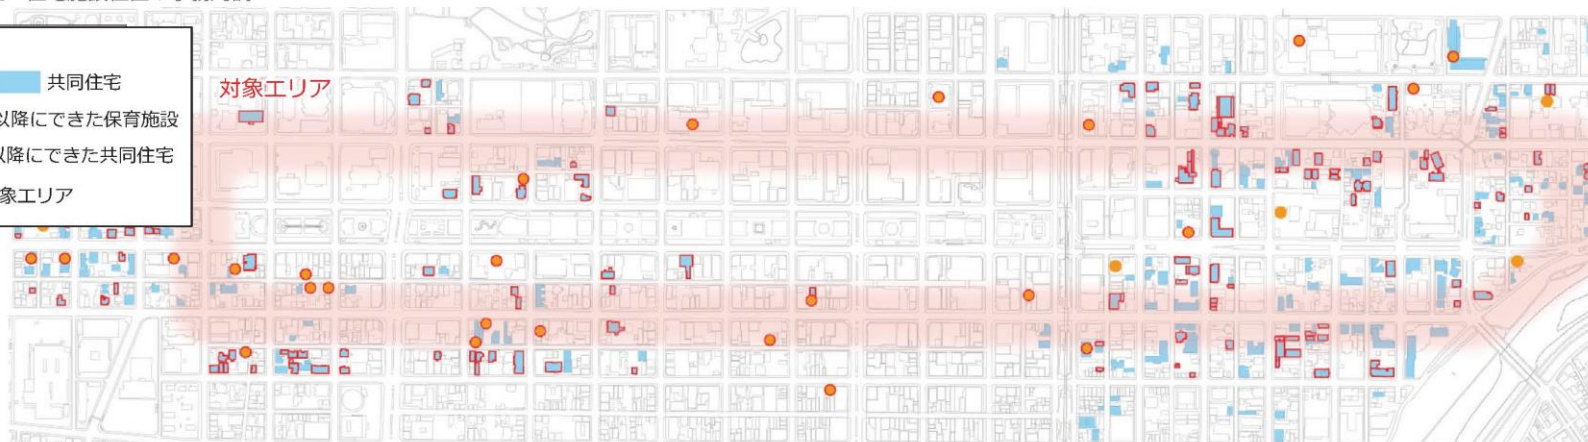 対象エリア
共同住宅
以降にできた保育施設
以降にできた共同住宅
象エリア